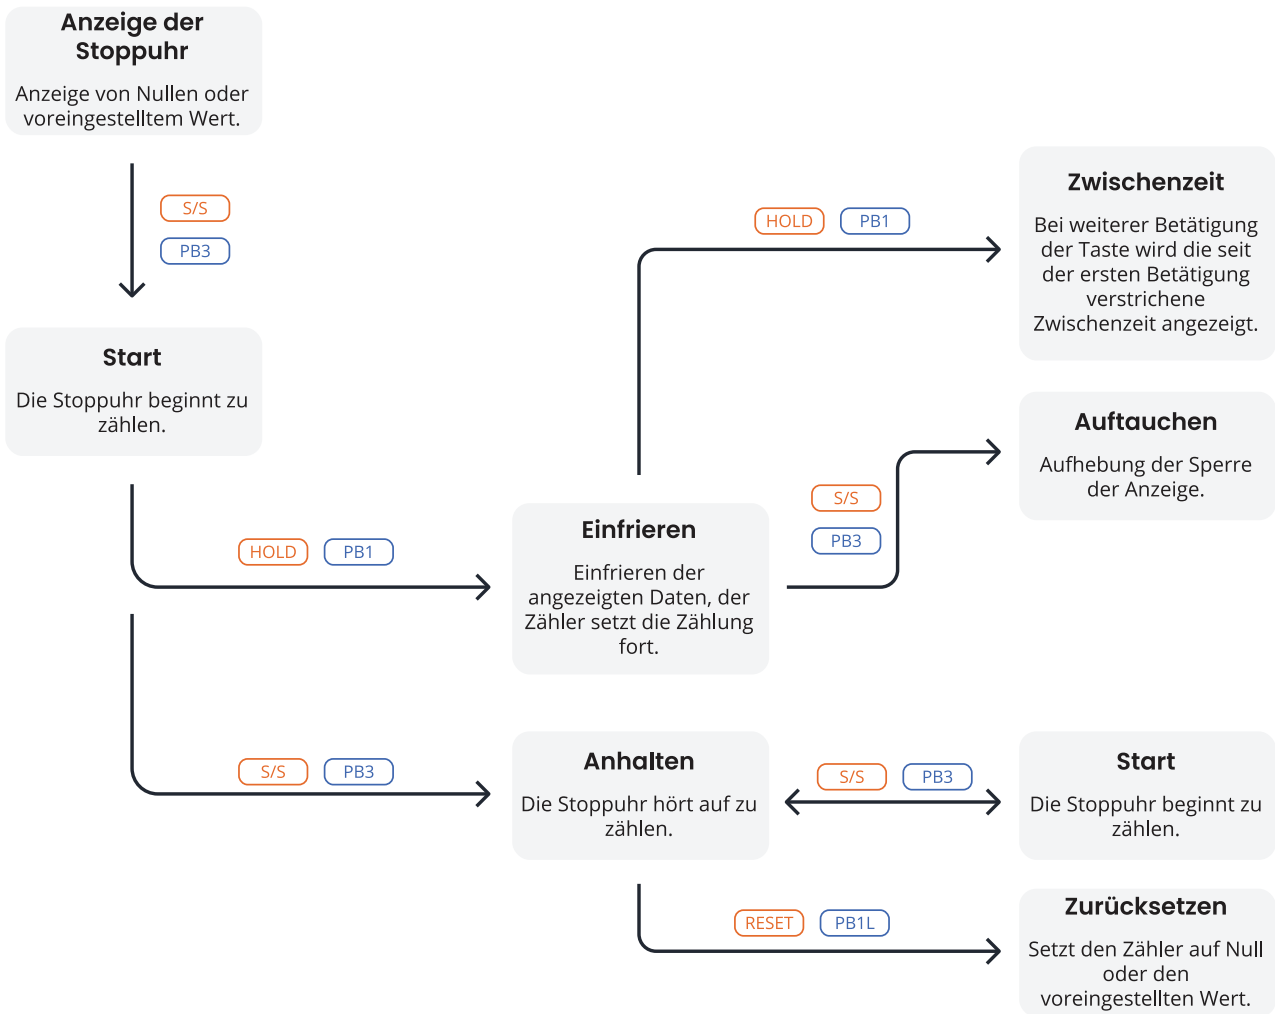 Anzeige der
Stoppuhr
Anzeige von Nullen oder
voreingestelltem Wert.
S/S
PB3
Start
Die Stoppuhr beginnt zu
zählen.
HOLD PB1
Einfrieren
Einfrieren der
angezeigten Daten, der
Zähler setzt die Zählung
fort.
HOLD PB1
Zwischenzeit
Bei weiterer Betätigung
der Taste wird die seit
der ersten Betätigung
verstrichene
Zwischenzeit angezeigt.
S/S
PB3
Auftauchen
Aufhebung der Sperre
der Anzeige.
S/S PB3
Anhalten
Die Stoppuhr hört auf zu
zählen.
S/S PB3
Start
Die Stoppuhr beginnt zu
zählen.
RESET PB1L
Zurücksetzen
Setzt den Zähler auf Null
oder den
voreingestellten Wert.